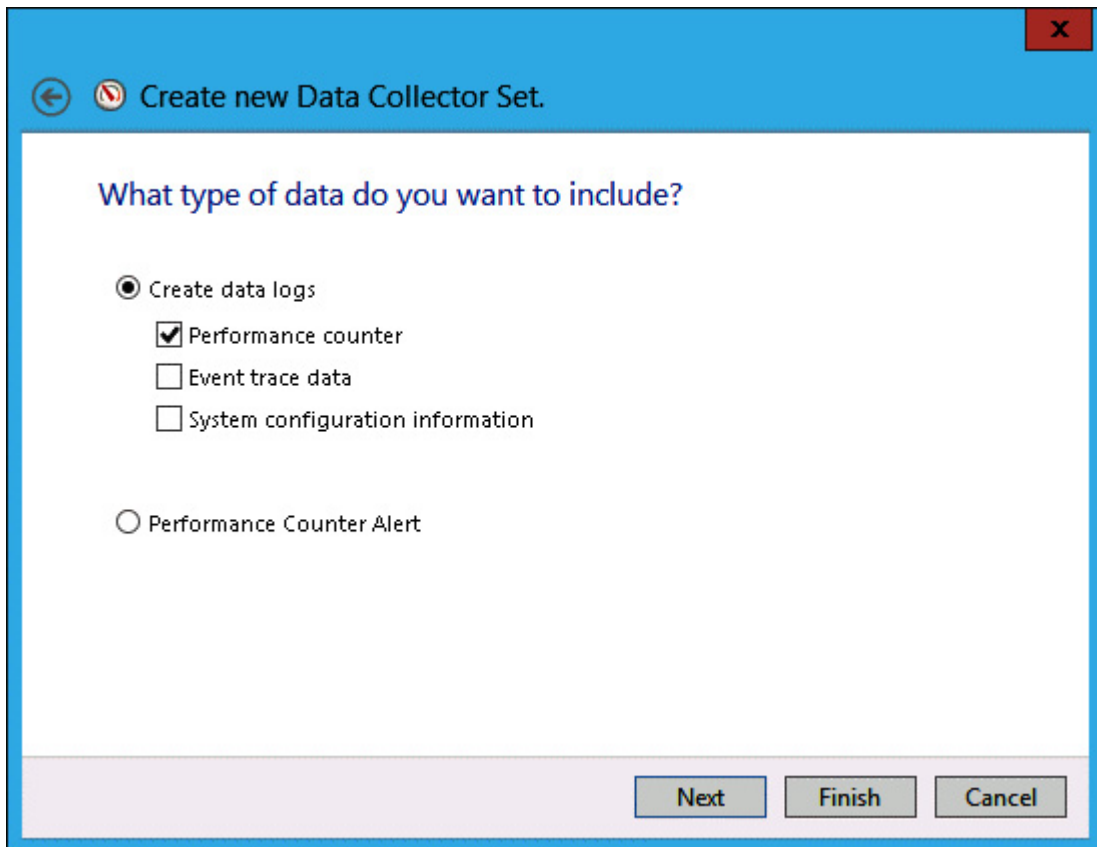 X
Create new Data Collector Set.
What type of data do you want to include?
Create data logs
Performance counter
Event trace data
System configuration information
Performance Counter Alert
Next Finish Cancel